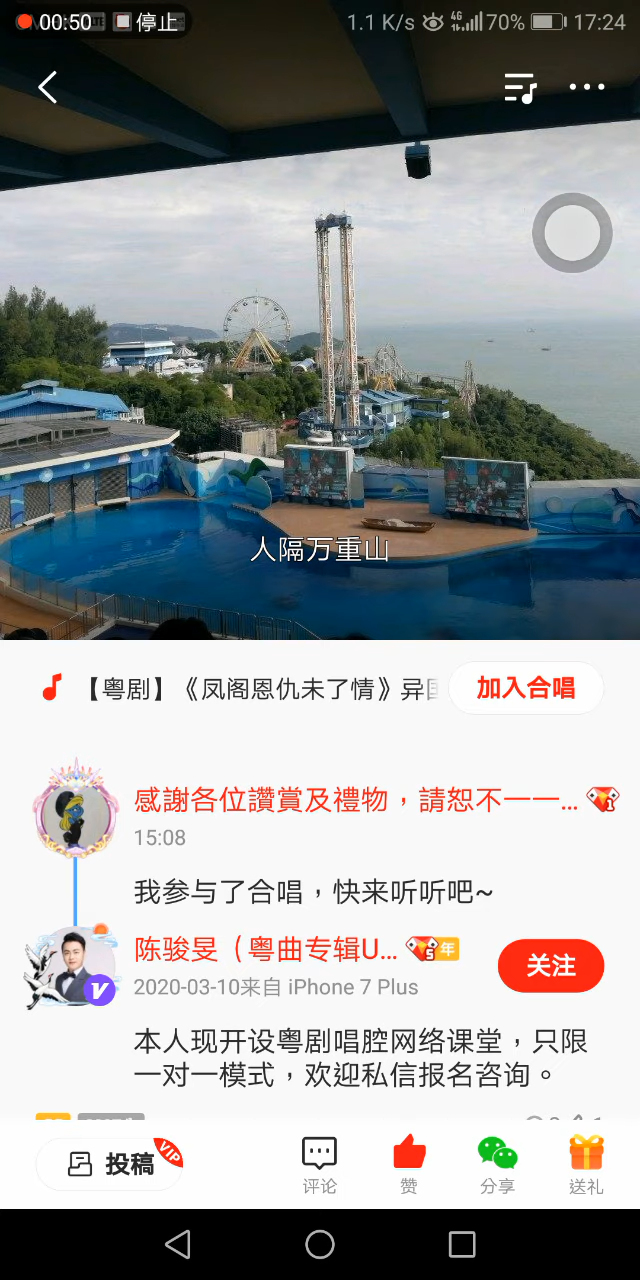 00:50 停止 1.1 K/s 4G 70% 17:24
人隔万重山
【粤剧】《凤阁恩仇未了情》异
加入合唱
感謝各位讚賞及禮物，請恕不一一... 1
15:08
我参与了合唱，快来听听吧~
陈骏旻（粤曲专辑U... 5 年
关注
2020-03-10来自 iPhone 7 Plus
本人现开设粤剧唱腔网络课堂，只限
一对一模式，欢迎私信报名咨询。
投稿 VIP
评论 赞 分享 送礼